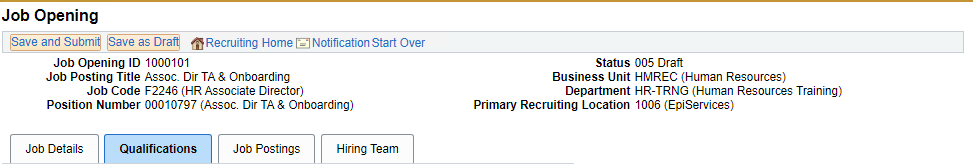 Job Opening
Save and Submit Save as Draft Recruiting Home Notification Start Over
Job Opening ID 1000101
Job Posting Title Assoc. Dir TA & Onboarding
Job Code F2246 (HR Associate Director)
Position Number 00010797 (Assoc. Dir TA & Onboarding)
Status 005 Draft
Business Unit HMREC (Human Resources)
Department HR-TRNG (Human Resources Training)
Primary Recruiting Location 1006 (EpiServices)
Job Details Qualifications Job Postings Hiring Team